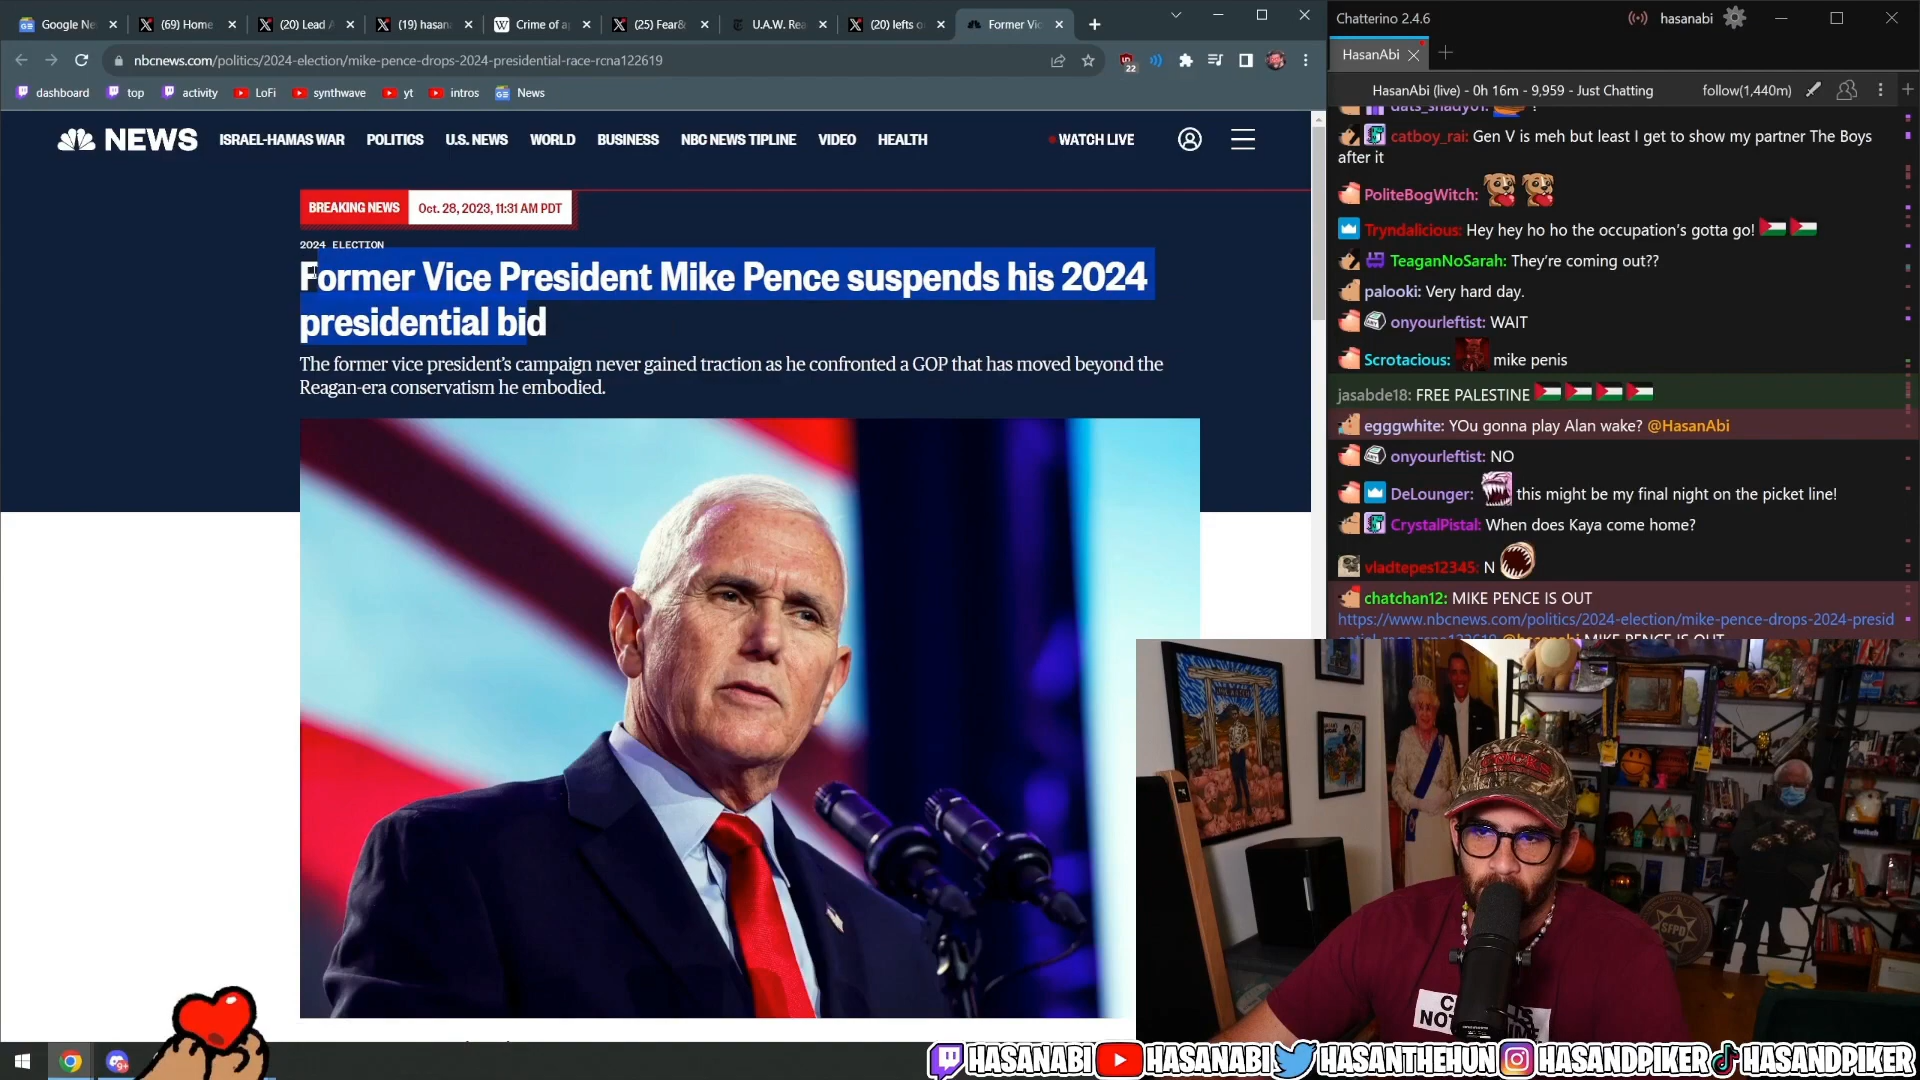 Google Ne
(69) Home
(20) Lead A
(19) hasana
Crime of a
(25) Fear&
U.A.W. Rea
(20) lefts o
Former Vic
nbcnews.com/politics/2024-election/mike-pence-drops-2024-presidential-race-rcna122619
22
dashboard
top
activity
LoFi
synthwave
yt
intros
News
NEWS
ISRAEL-HAMAS WAR
POLITICS
U.S. NEWS
WORLD
BUSINESS
NBC NEWS TIPLINE
VIDEO
HEALTH
WATCH LIVE
BREAKING NEWS
Oct. 28, 2023, 11:31 AM PDT
2024 ELECTION
Former Vice President Mike Pence suspends his 2024
presidential bid
The former vice president’s campaign never gained traction as he confronted a GOP that has moved beyond the
Reagan-era conservatism he embodied.
Chatterino 2.4.6
hasanabi
HasanAbi
HasanAbi (live) - 0h 16m - 9,959 - Just Chatting
follow(1,440m)
catboy_rai: Gen V is meh but least I get to show my partner The Boys
after it
PoliteBogWitch:
Tryndalicious: Hey hey ho ho the occupation’s gotta go!
TeaganNoSarah: They’re coming out??
palooki: Very hard day.
onyourleftist: WAIT
Scrotacious: mike penis
jasabde18: FREE PALESTINE
egggwhite: YOu gonna play Alan wake? @HasanAbi
onyourleftist: NO
DeLounger: this might be my final night on the picket line!
CrystalPistal: When does Kaya come home?
vladtepes12345: N
chatchan12: MIKE PENCE IS OUT
https://www.nbcnews.com/politics/2024-election/mike-pence-drops-2024-presid
@hasanabi MIKE PENCE IS OUT
SFPD
HASANABI
HASANABI
HASANTHEHUN
HASANDPIKER
HASANDPIKER